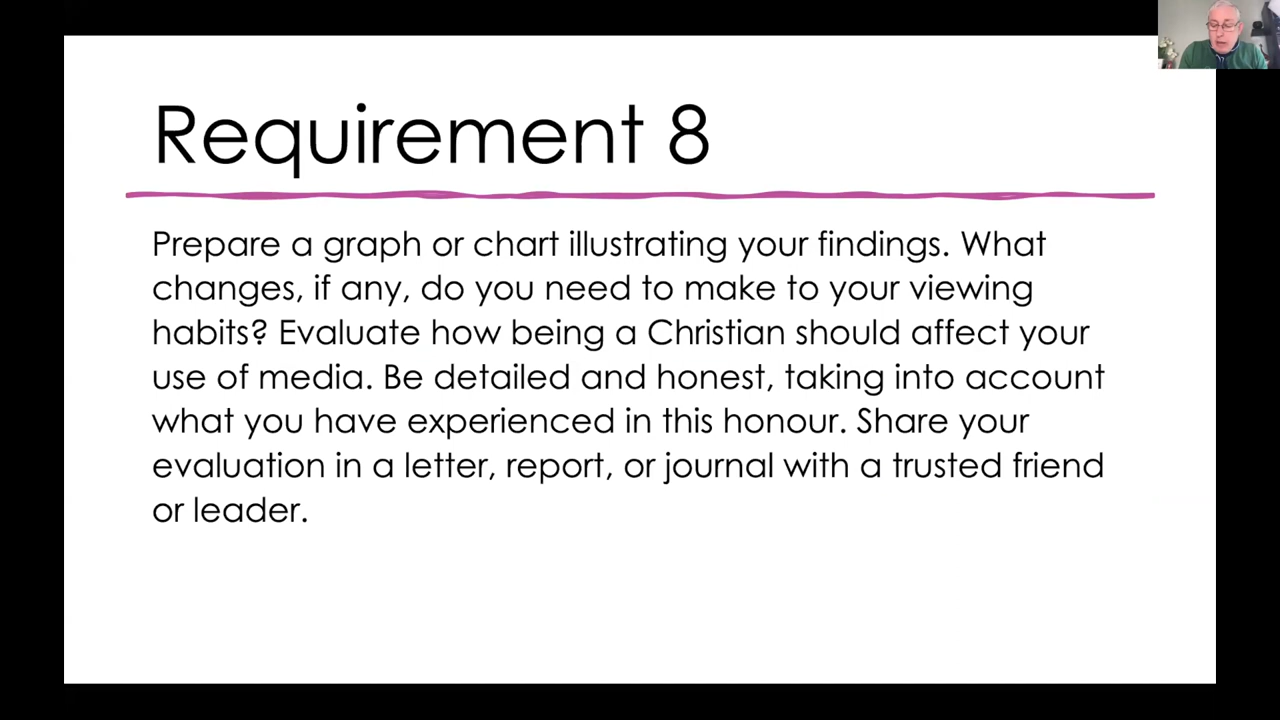 Requirement 8
Prepare a graph or chart illustrating your findings. What
changes, if any, do you need to make to your viewing
habits? Evaluate how being a Christian should affect your
use of media. Be detailed and honest, taking into account
what you have experienced in this honour. Share your
evaluation in a letter, report, or journal with a trusted friend
or leader.